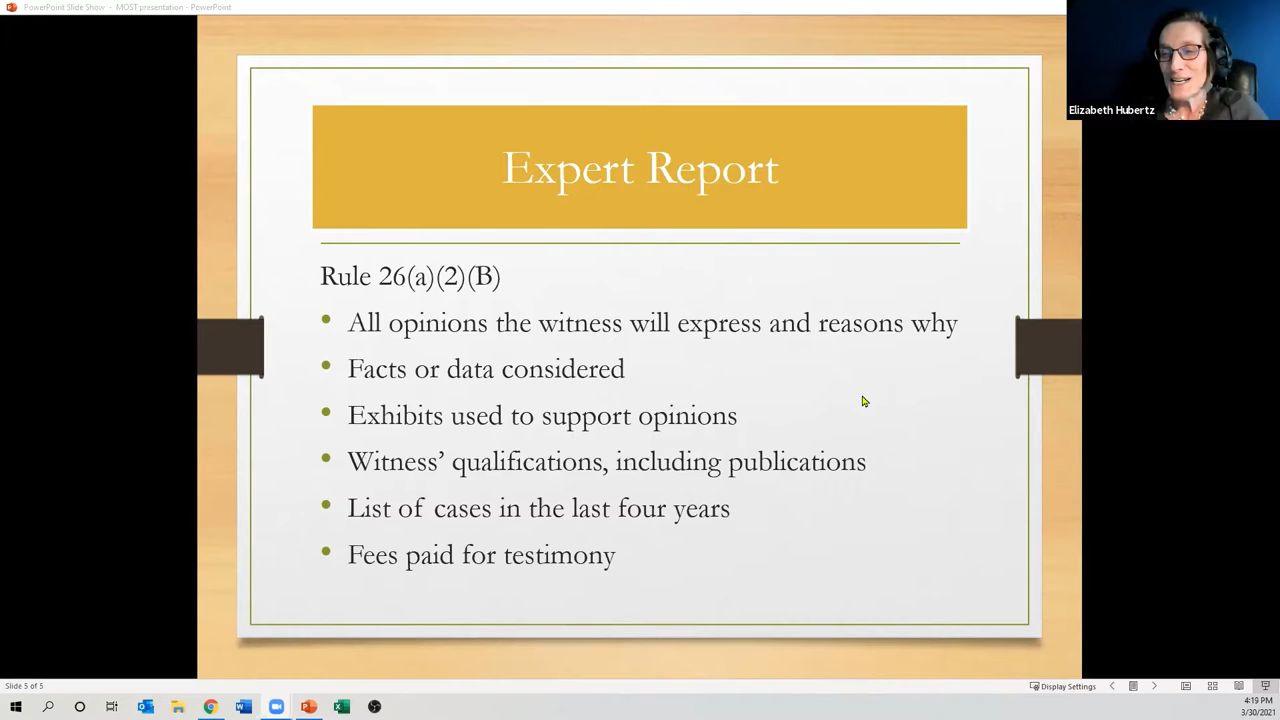 PowerPoint Slide Show - MOST presentation - PowerPoint
Elizabeth Hubertz
Expert Report
Rule 26(a)(2)(B)
• All opinions the witness will express and reasons why
• Facts or data considered
• Exhibits used to support opinions
• Witness’ qualifications, including publications
• List of cases in the last four years
• Fees paid for testimony
Slide 5 of 5
Display Settings
4:19 PM
3/30/2021